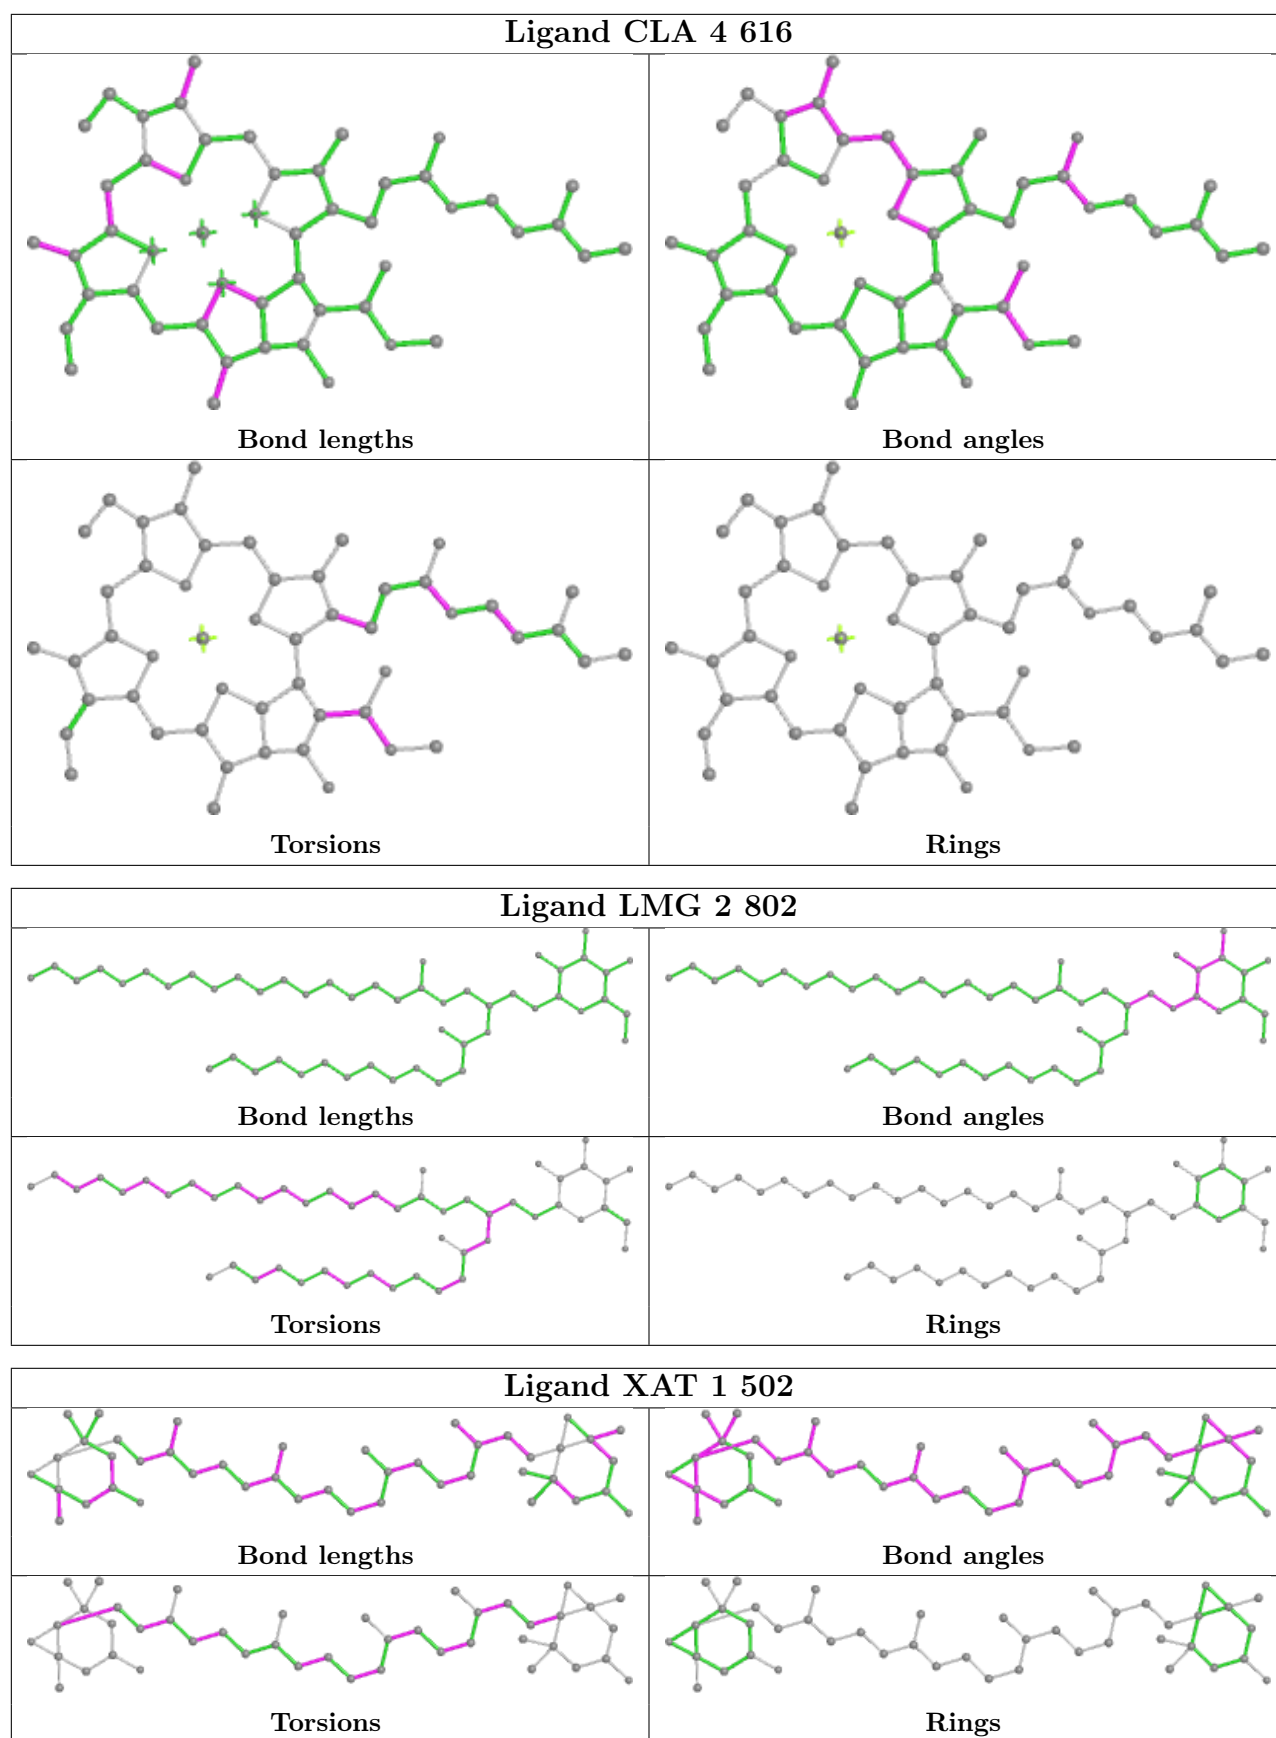 Ligand CLA 4 616
Bond lengths
Bond angles
Torsions
Rings
Ligand LMG 2 802
Bond lengths
Bond angles
Torsions
Rings
Ligand XAT 1 502
Bond lengths
Bond angles
Torsions
Rings